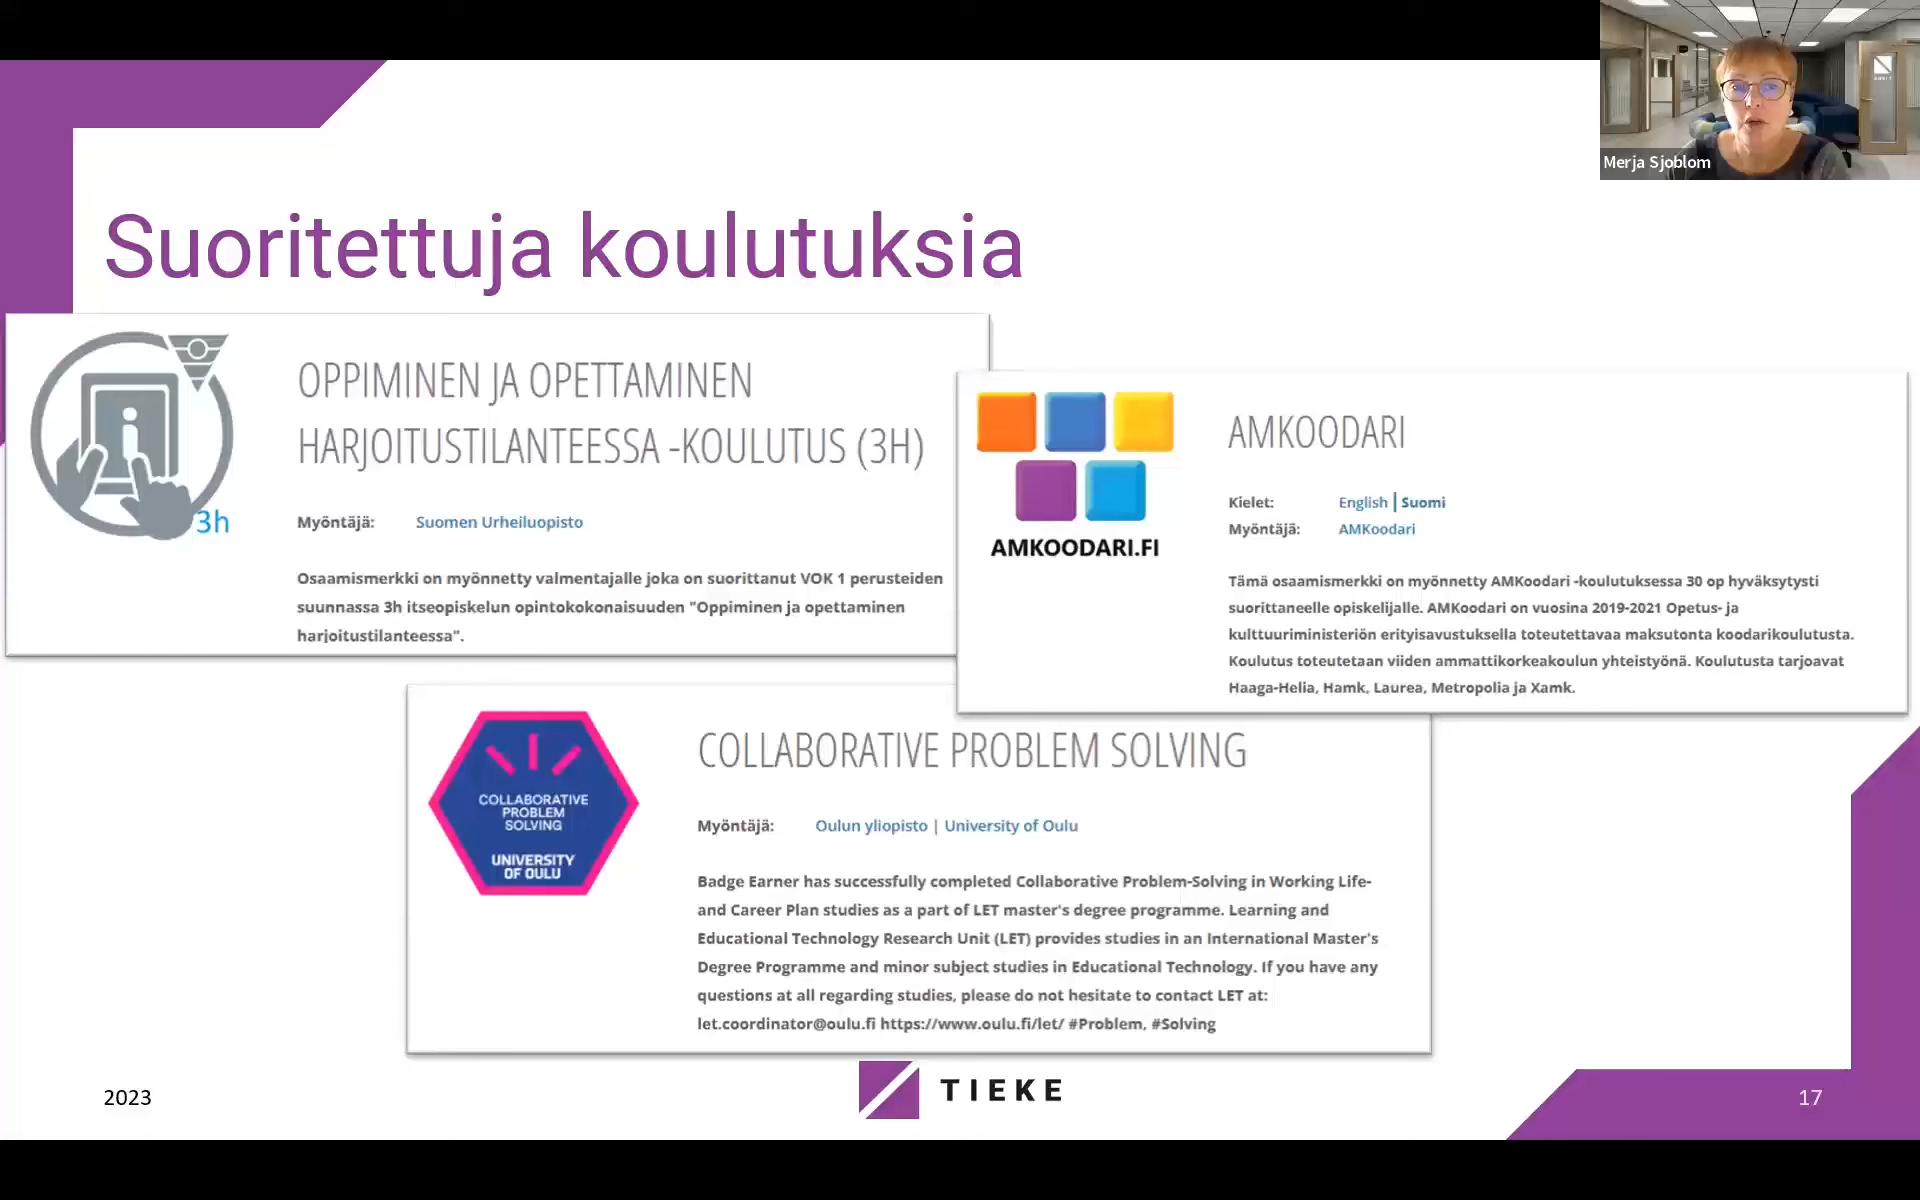 Merja Sjoblom
Suoritettuja koulutuksia
3h
OPPIMINEN JA OPETTAMINEN
HARJOITUSTILANTEESSA -KOULUTUS (3H)
Myöntäjä: Suomen Urheiluopisto
Osaamismerkki on myönnetty valmentajalle joka on suorittanut VOK 1 perusteiden
suunnassa 3h itseopiskelun opintokokonaisuuden "Oppiminen ja opettaminen
harjoitustilanteessa".
AMKOODARI.FI
AMKOODARI
Kielet: English | Suomi
Myöntäjä: AMKoodari
Tämä osaamismerkki on myönnetty AMKoodari -koulutuksessa 30 op hyväksytysti
suorittaneelle opiskelijalle. AMKoodari on vuosina 2019-2021 Opetus- ja
kulttuuriministeriön erityisavustuksella toteutettavaa maksutonta koodarikoulutusta.
Koulutus toteutetaan viiden ammattikorkeakoulun yhteistyönä. Koulutusta tarjoavat
Haaga-Helia, Hamk, Laurea, Metropolia ja Xamk.
COLLABORATIVE
PROBLEM
SOLVING
UNIVERSITY
OF OULU
COLLABORATIVE PROBLEM SOLVING
Myöntäjä: Oulun yliopisto | University of Oulu
Badge Earner has successfully completed Collaborative Problem-Solving in Working Life-
and Career Plan studies as a part of LET master's degree programme. Learning and
Educational Technology Research Unit (LET) provides studies in an International Master's
Degree Programme and minor subject studies in Educational Technology. If you have any
questions at all regarding studies, please do not hesitate to contact LET at:
let.coordinator@oulu.fi https://www.oulu.fi/let/ #Problem, #Solving
2023
TIEKE
17